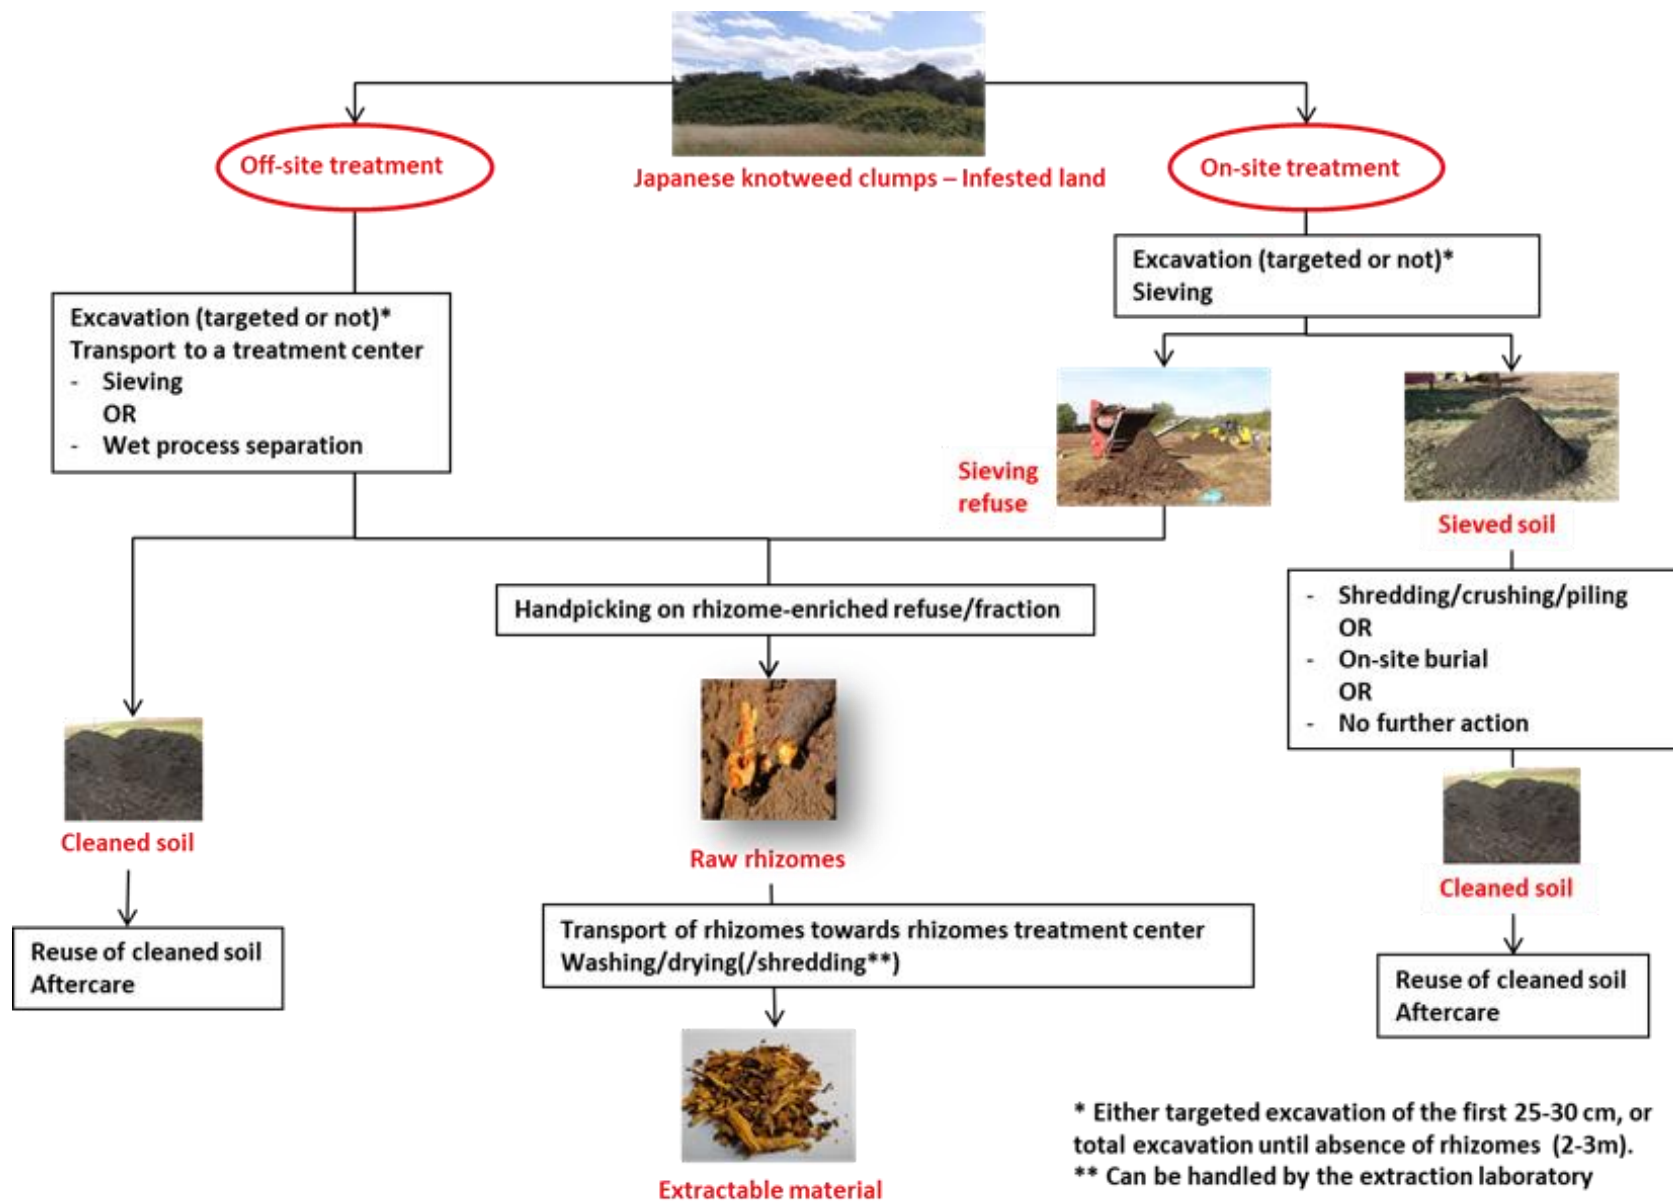 Japanese knotweed clumps – Infested land
Off-site treatment
On-site treatment
Excavation (targeted or not)*
Transport to a treatment center
- Sieving
OR
- Wet process separation
Excavation (targeted or not)*
Sieving
Sieving
refuse
Sieved soil
Handpicking on rhizome-enriched refuse/fraction
- Shredding/crushing/piling
OR
- On-site burial
OR
- No further action
Cleaned soil
Raw rhizomes
Cleaned soil
Reuse of cleaned soil
Aftercare
Transport of rhizomes towards rhizomes treatment center
Washing/drying(/shredding**)
Reuse of cleaned soil
Aftercare
Extractable material
* Either targeted excavation of the first 25-30 cm, or
total excavation until absence of rhizomes (2-3m).
** Can be handled by the extraction laboratory